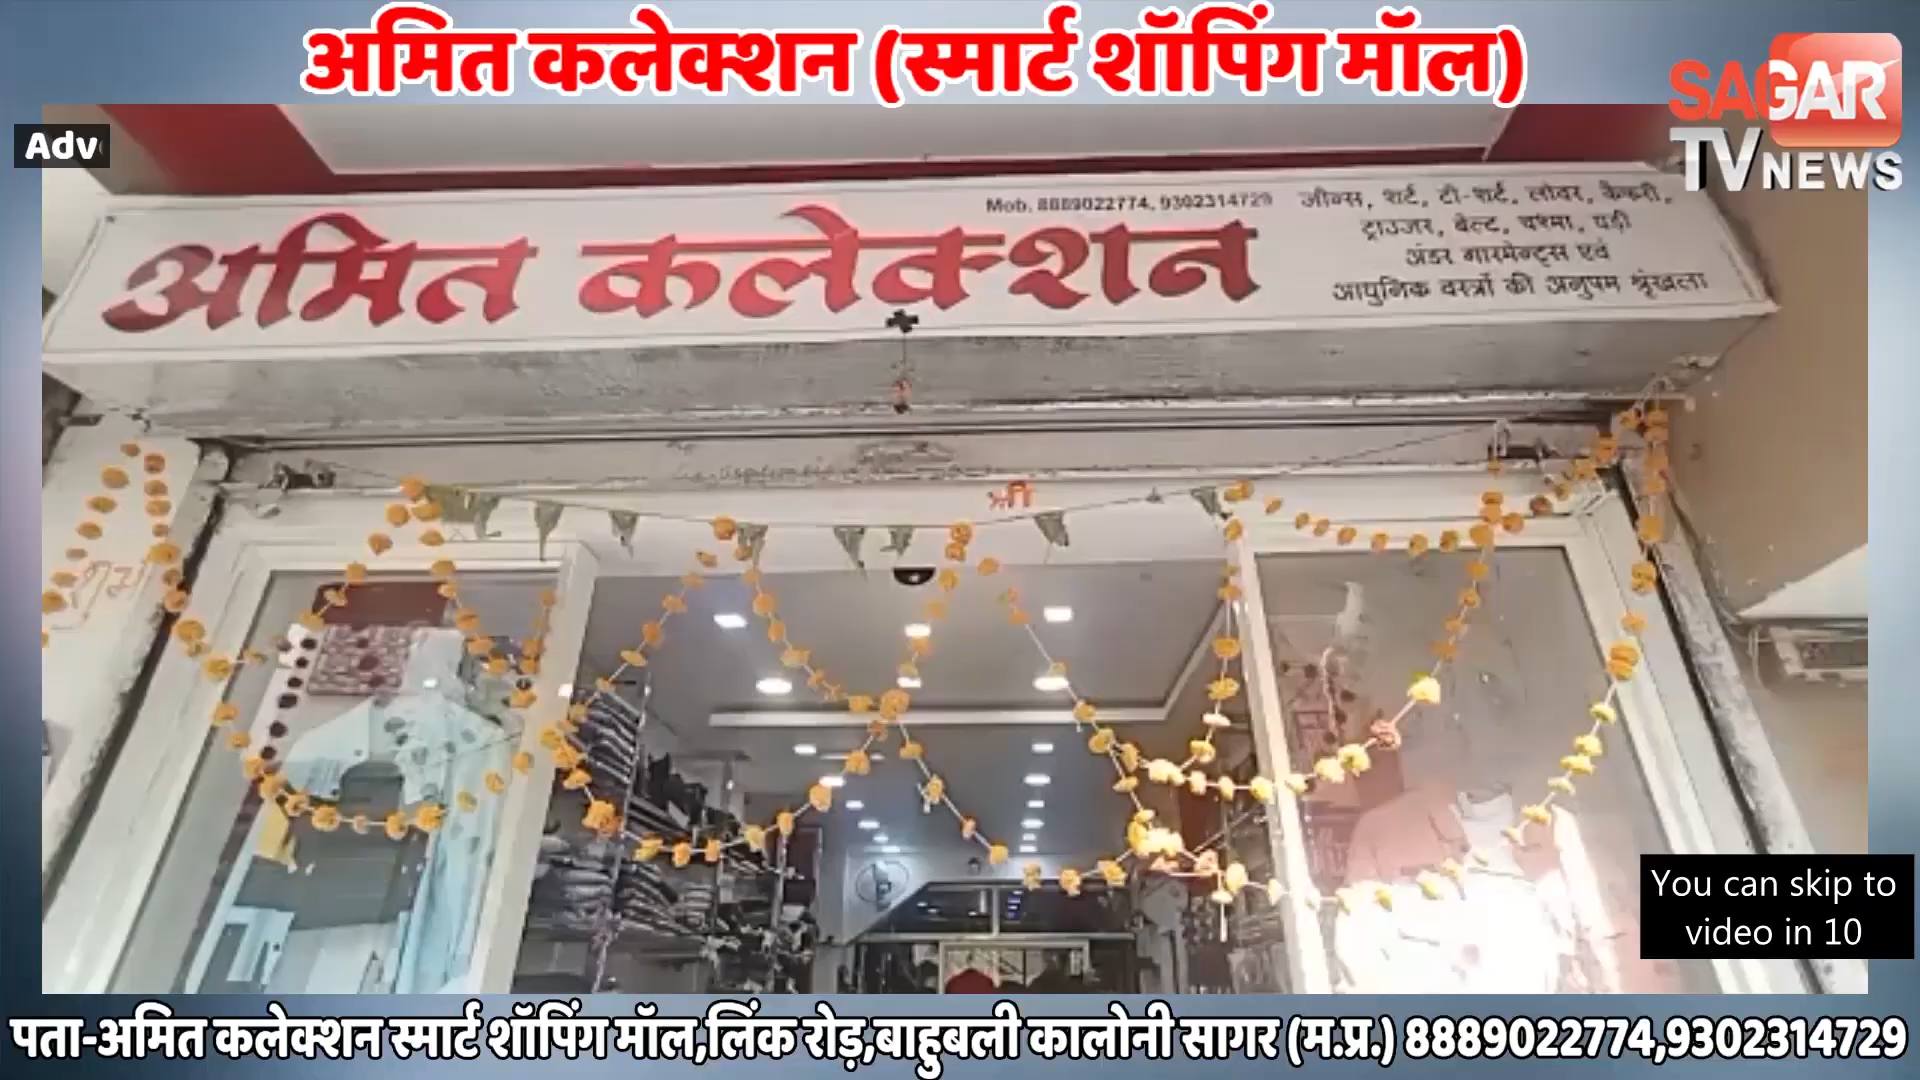 अमित कलेक्शन (स्मार्ट शॉपिंग मॉल)
SAGAR
TV NEWS
Adv
Mob. 8889022774, 9302314729
अमित कलेक्शन
जीन्स, शर्ट, टी-शर्ट, लोवर, कैफरी,
ट्राउजर, बेल्ट, चश्मा, घड़ी
अंडर गारमेन्ट्स एवं
आधुनिक वस्त्रों की अनुपम श्रृंखला
श्री
You can skip to
video in 10
पता-अमित कलेक्शन स्मार्ट शॉपिंग मॉल,लिंक रोड़,बाहुबली कालोनी सागर (म.प्र.) 8889022774,9302314729